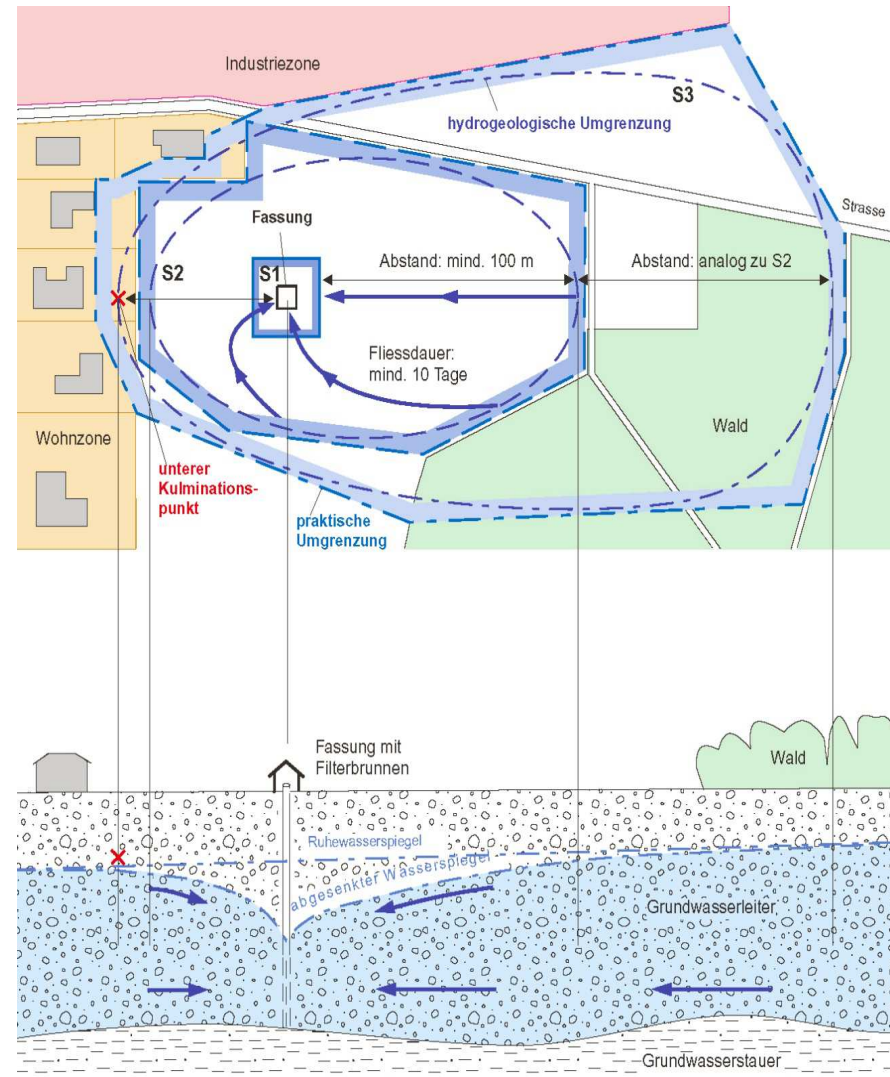 Industriezone
S3
hydrogeologische Umgrenzung
Strasse
Fassung
S2
S1
Abstand: mind. 100 m
Abstand: analog zu S2
Fliessdauer:
mind. 10 Tage
Wald
Wohnzone
unterer
Kulminations-
punkt
praktische
Umgrenzung
Fassung mit
Filterbrunnen
Wald
Ruhewasserspiegel
abgesenkter Wasserspiegel
Grundwasserleiter
Grundwasserstauer